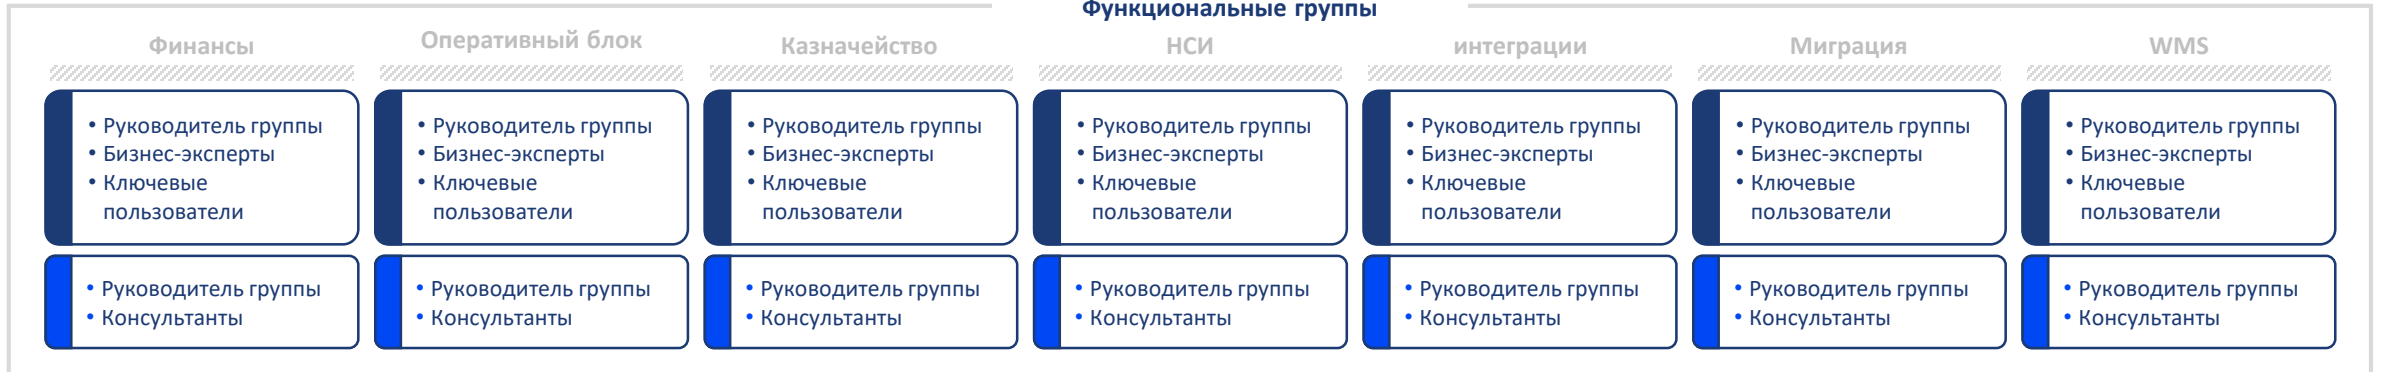 Функциональные группы
Финансы
Оперативный блок
Казначейство
НСИ
интеграции
Миграция
WMS
• Руководитель группы
• Бизнес-эксперты
• Ключевые
пользователи
• Руководитель группы
• Бизнес-эксперты
• Ключевые
пользователи
• Руководитель группы
• Бизнес-эксперты
• Ключевые
пользователи
• Руководитель группы
• Бизнес-эксперты
• Ключевые
пользователи
• Руководитель группы
• Бизнес-эксперты
• Ключевые
пользователи
• Руководитель группы
• Бизнес-эксперты
• Ключевые
пользователи
• Руководитель группы
• Бизнес-эксперты
• Ключевые
пользователи
• Руководитель группы
• Консультанты
• Руководитель группы
• Консультанты
• Руководитель группы
• Консультанты
• Руководитель группы
• Консультанты
• Руководитель группы
• Консультанты
• Руководитель группы
• Консультанты
• Руководитель группы
• Консультанты